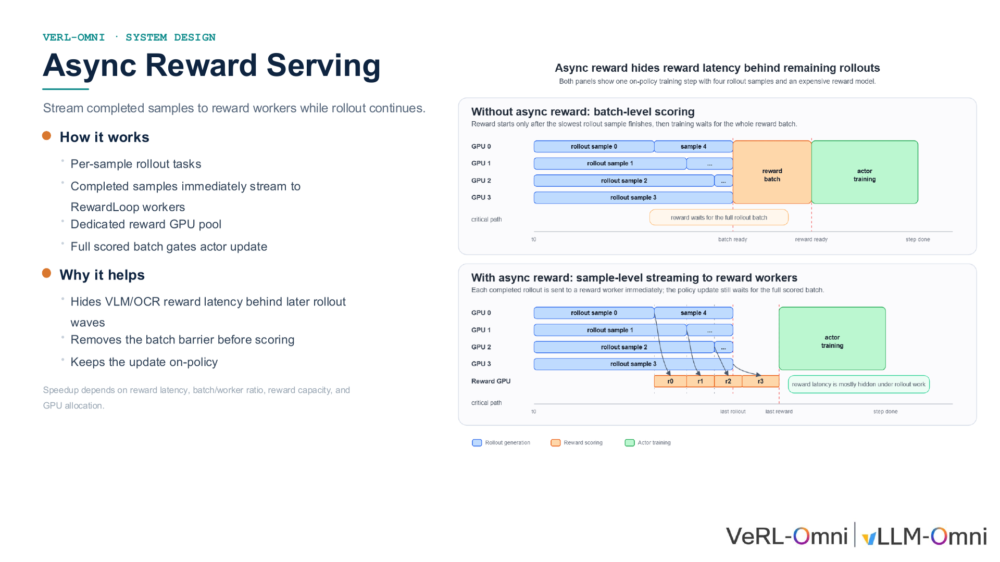 VERL-OMNI · SYSTEM DESIGN
Async Reward Serving
Stream completed samples to reward workers while rollout continues.
How it works
Per-sample rollout tasks
Completed samples immediately stream to
RewardLoop workers
Dedicated reward GPU pool
Full scored batch gates actor update
Why it helps
Hides VLM/OCR reward latency behind later rollout
waves
Removes the batch barrier before scoring
Keeps the update on-policy
Speedup depends on reward latency, batch/worker ratio, reward capacity, and
GPU allocation.
Async reward hides reward latency behind remaining rollouts
Both panels show one on-policy training step with four rollout samples and an expensive reward model.
Without async reward: batch-level scoring
Reward starts only after the slowest rollout sample finishes, then training waits for the whole reward batch.
GPU 0 rollout sample 0 sample 4
GPU 1 rollout sample 1 ...
GPU 2 rollout sample 2 ...
GPU 3 rollout sample 3
reward
batch
actor
training
critical path reward waits for the full rollout batch
t0 batch ready reward ready step done
With async reward: sample-level streaming to reward workers
Each completed rollout is sent to a reward worker immediately; the policy update still waits for the full scored batch.
GPU 0 rollout sample 0 sample 4
GPU 1 rollout sample 1 ...
GPU 2 rollout sample 2 ...
GPU 3 rollout sample 3
actor
training
Reward GPU r0 r1 r2 r3 reward latency is mostly hidden under rollout work
critical path
t0 last rollout last reward step done
Rollout generation Reward scoring Actor training
VeRL-Omni vLLM-Omni